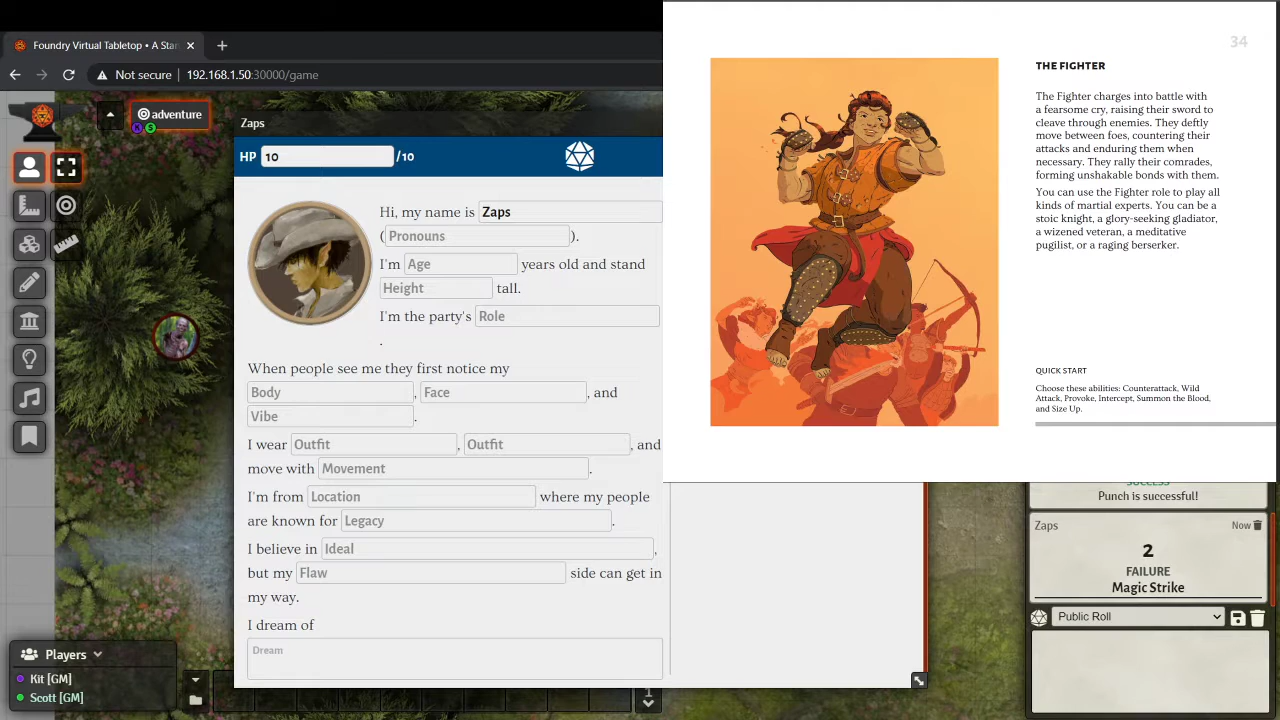 Foundry Virtual Tabletop • A Stan
Not secure 192.168.1.50:30000/game
adventure
K S
Zaps
HP 10 /10
Hi, my name is Zaps
( Pronouns ).
I'm Age years old and stand
Height tall.
I'm the party's Role
.
When people see me they first notice my
Body , Face , and
Vibe .
I wear Outfit , Outfit , and
move with Movement .
I'm from Location where my people
are known for Legacy .
I believe in Ideal ,
but my Flaw side can get in
my way.
I dream of
Dream
34
THE FIGHTER
The Fighter charges into battle with
a fearsome cry, raising their sword to
cleave through enemies. They deftly
move between foes, countering their
attacks and enduring them when
necessary. They rally their comrades,
forming unshakable bonds with them.
You can use the Fighter role to play all
kinds of martial experts. You can be a
stoic knight, a glory-seeking gladiator,
a wizened veteran, a meditative
pugilist, or a raging berserker.
QUICK START
Choose these abilities: Counterattack, Wild
Attack, Provoke, Intercept, Summon the Blood,
and Size Up.
SUCCESS
Punch is successful!
Zaps Now
2
FAILURE
Magic Strike
Public Roll
Players
Kit [GM]
Scott [GM]
1